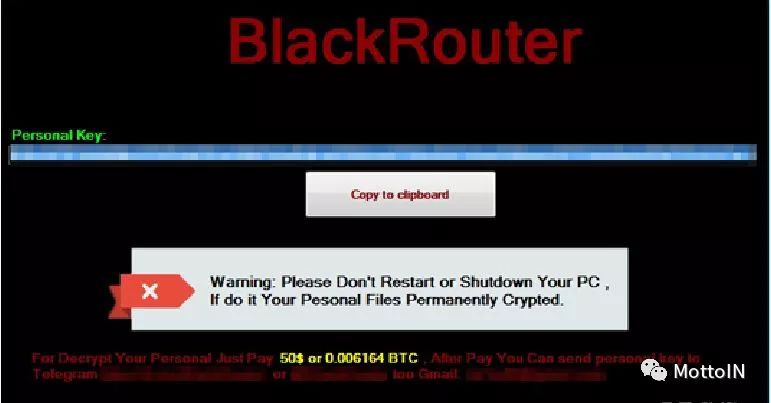 BlackRouter
Personal Key:
Copy to clipboard
Warning: Please Don't Restart or Shutdown Your PC ,
If do it Your Pesonal Files Permanently Crypted.
For Decrypt Your Personal Just Pay 50$ or 0.006164 BTC , After Pay You Can send personal key to
Telegram or too Gmail:
MottoIN